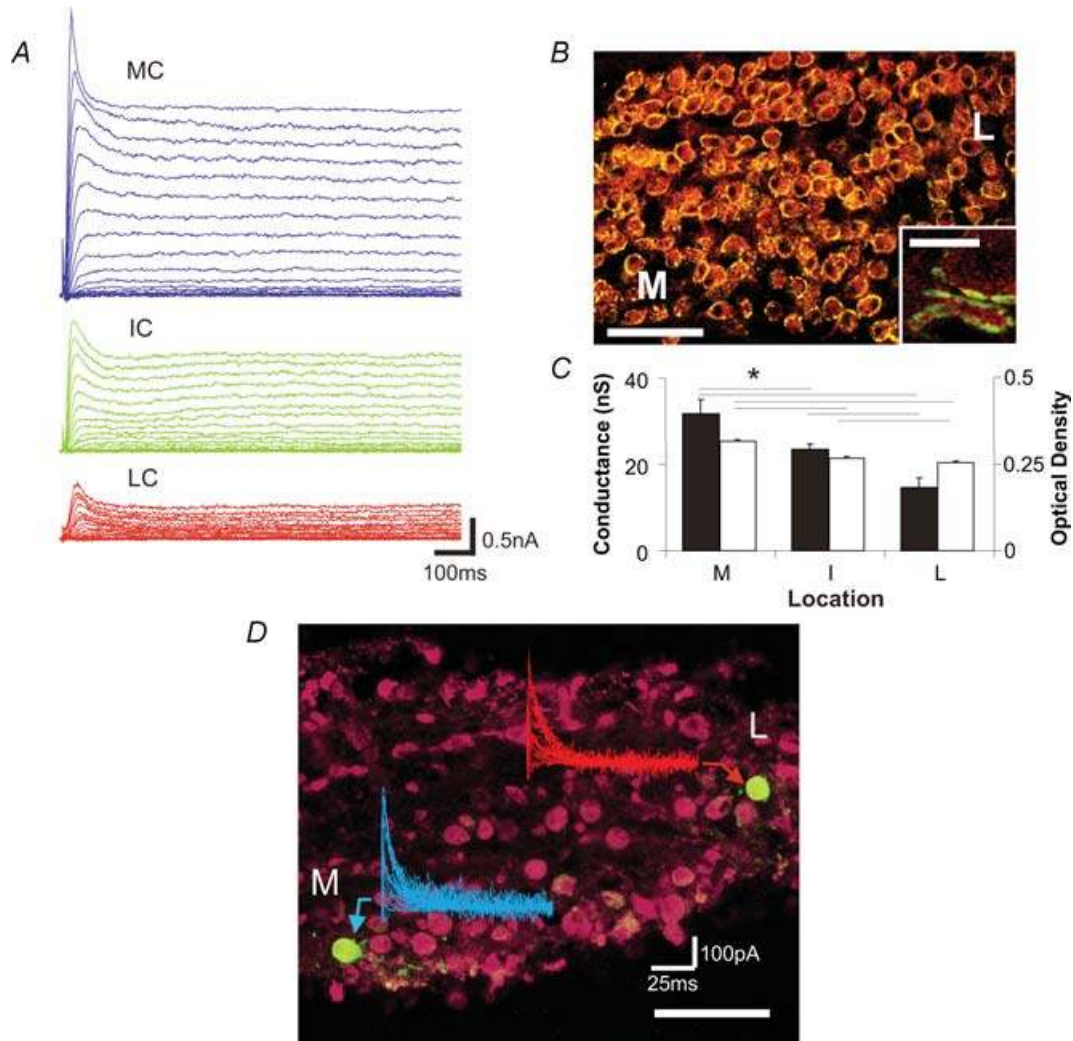 A
MC
IC
LC
0.5nA
100ms
B
L
M
C
Conductance (nS)
40
20
0
*
0.5
0.25
0
Optical Density
M
I
L
Location
D
L
M
100pA
25ms